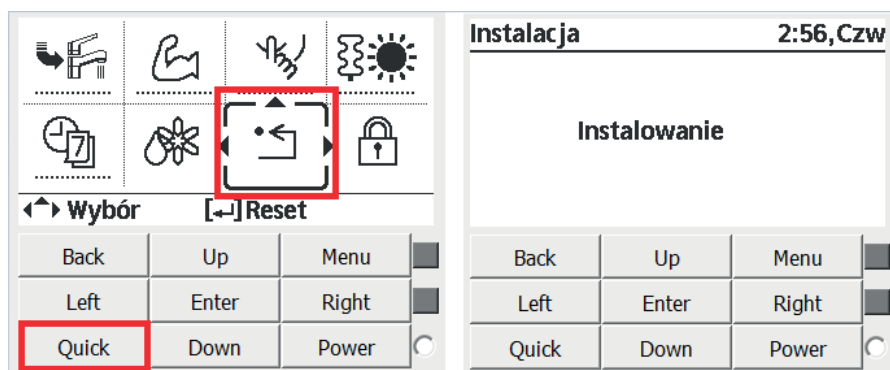 7
◂^▸ Wybór [↵]Reset
Back Up Menu
Left Enter Right
Quick Down Power
Instalacja 2:56,Czw
Instalowanie
Back Up Menu
Left Enter Right
Quick Down Power